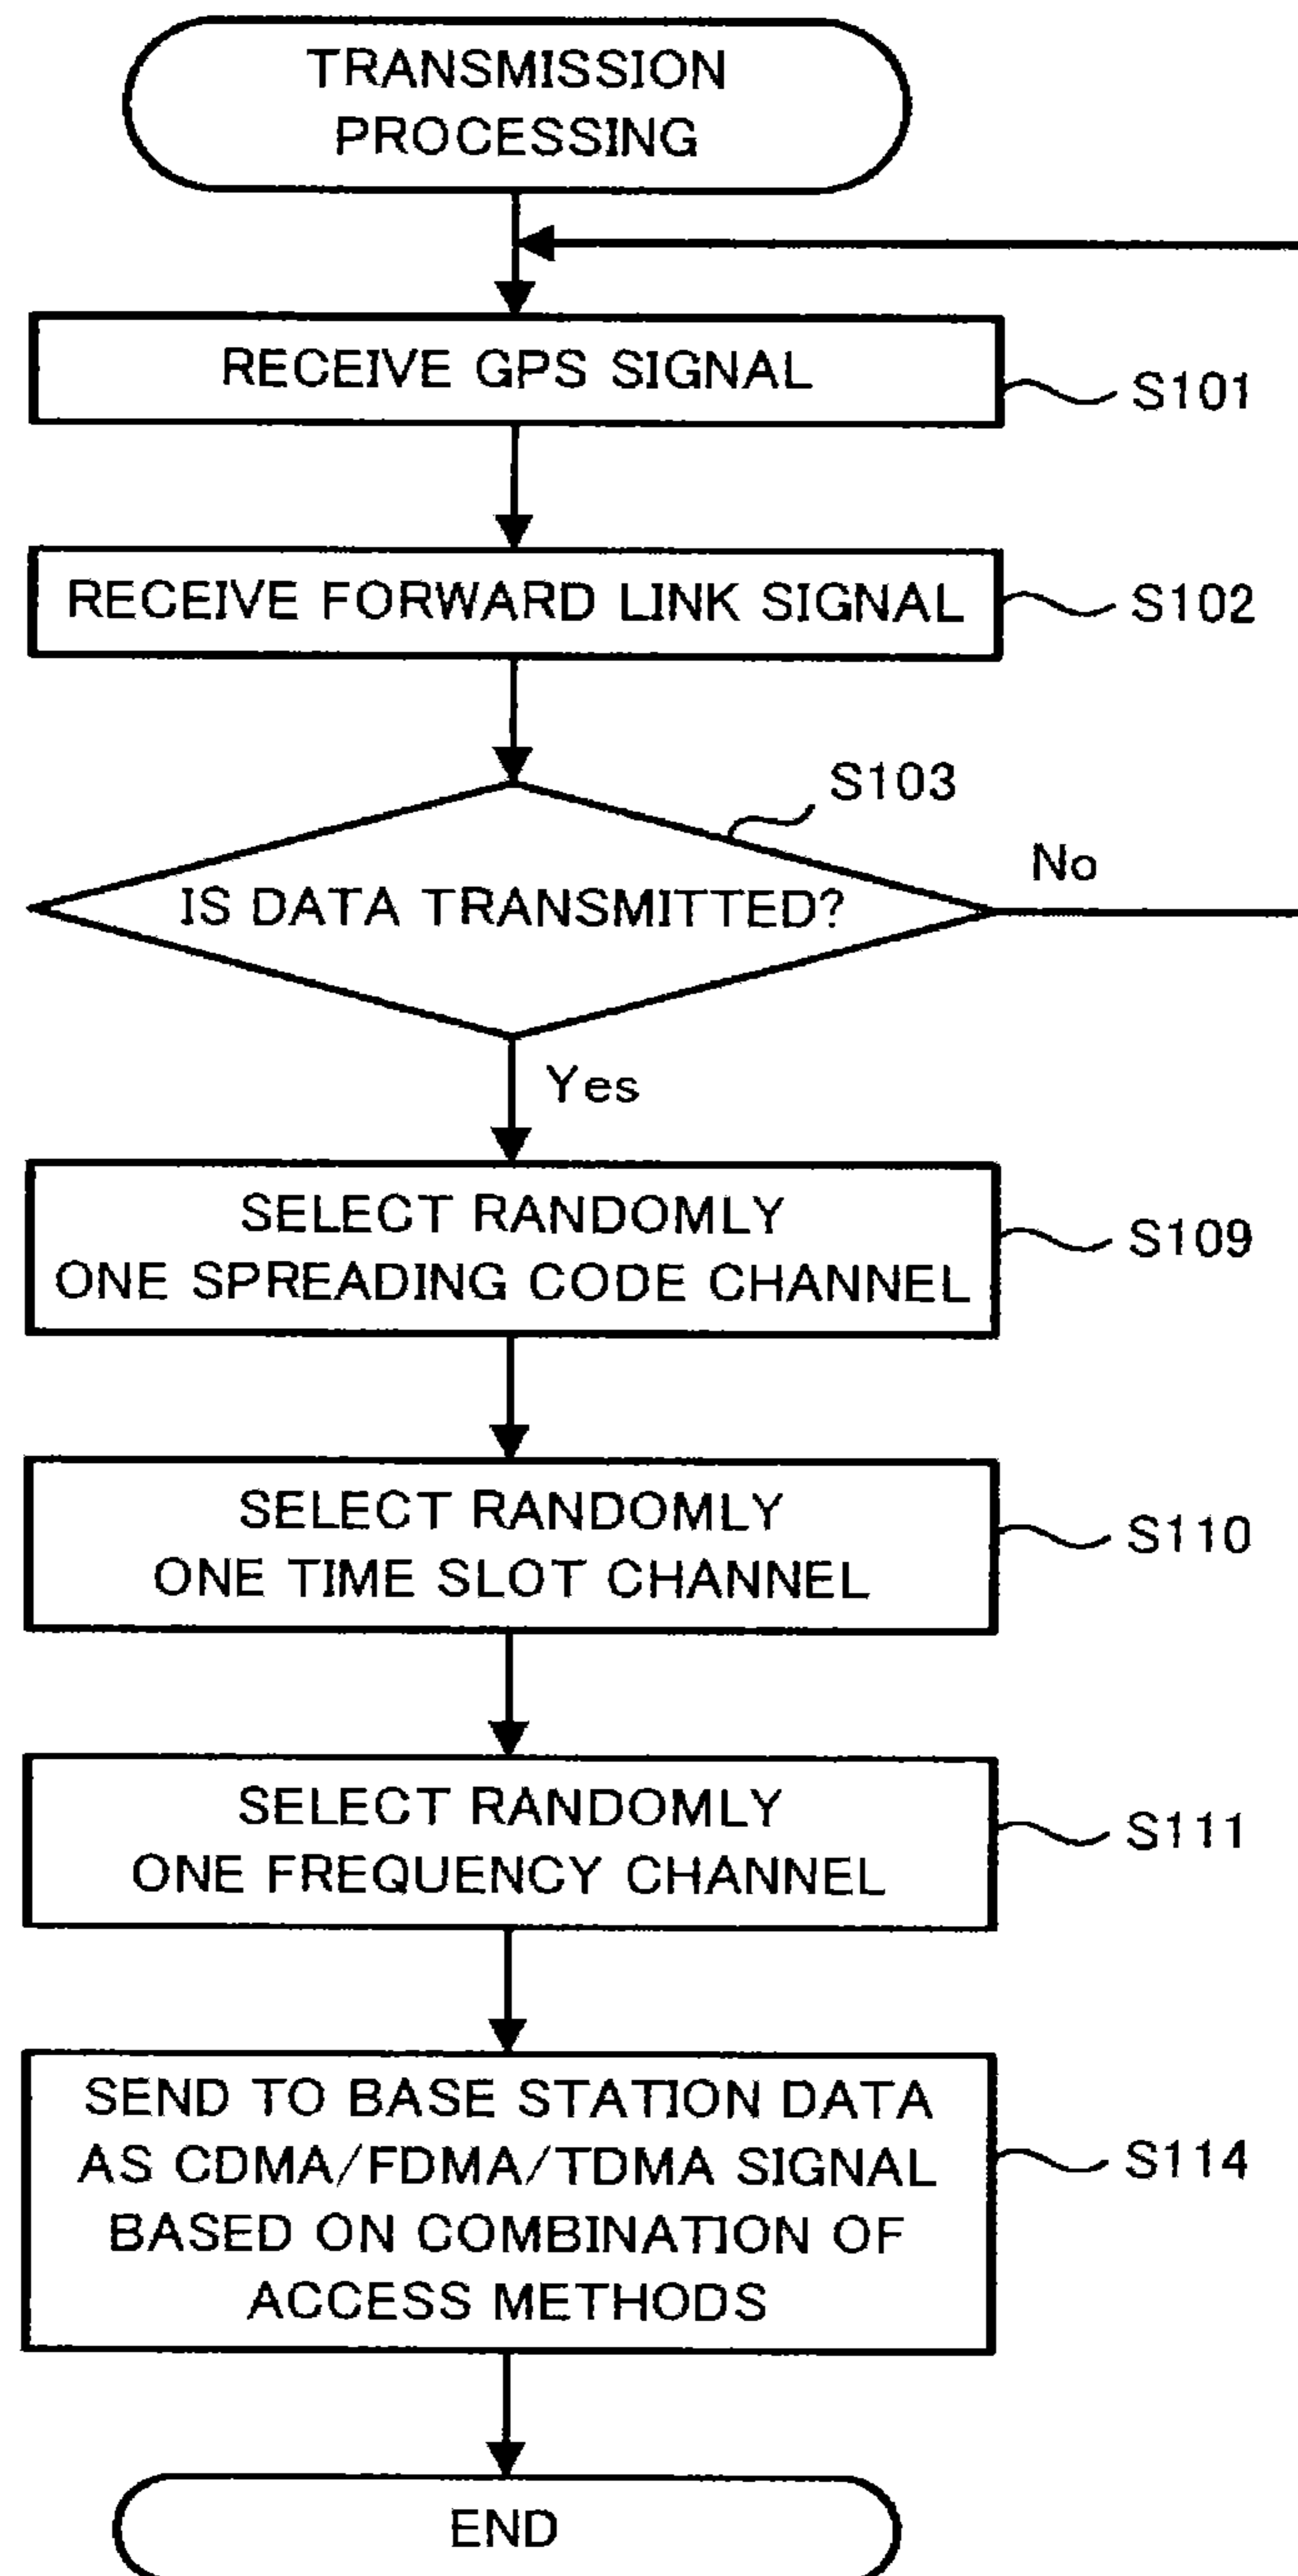 TRANSMISSION
PROCESSING
RECEIVE GPS SIGNAL
S101
RECEIVE FORWARD LINK SIGNAL
S102
S103
IS DATA TRANSMITTED?
No
Yes
SELECT RANDOMLY
ONE SPREADING CODE CHANNEL
S109
SELECT RANDOMLY
ONE TIME SLOT CHANNEL
S110
SELECT RANDOMLY
ONE FREQUENCY CHANNEL
S111
SEND TO BASE STATION DATA
AS CDMA/FDMA/TDMA SIGNAL
BASED ON COMBINATION OF
ACCESS METHODS
S114
END